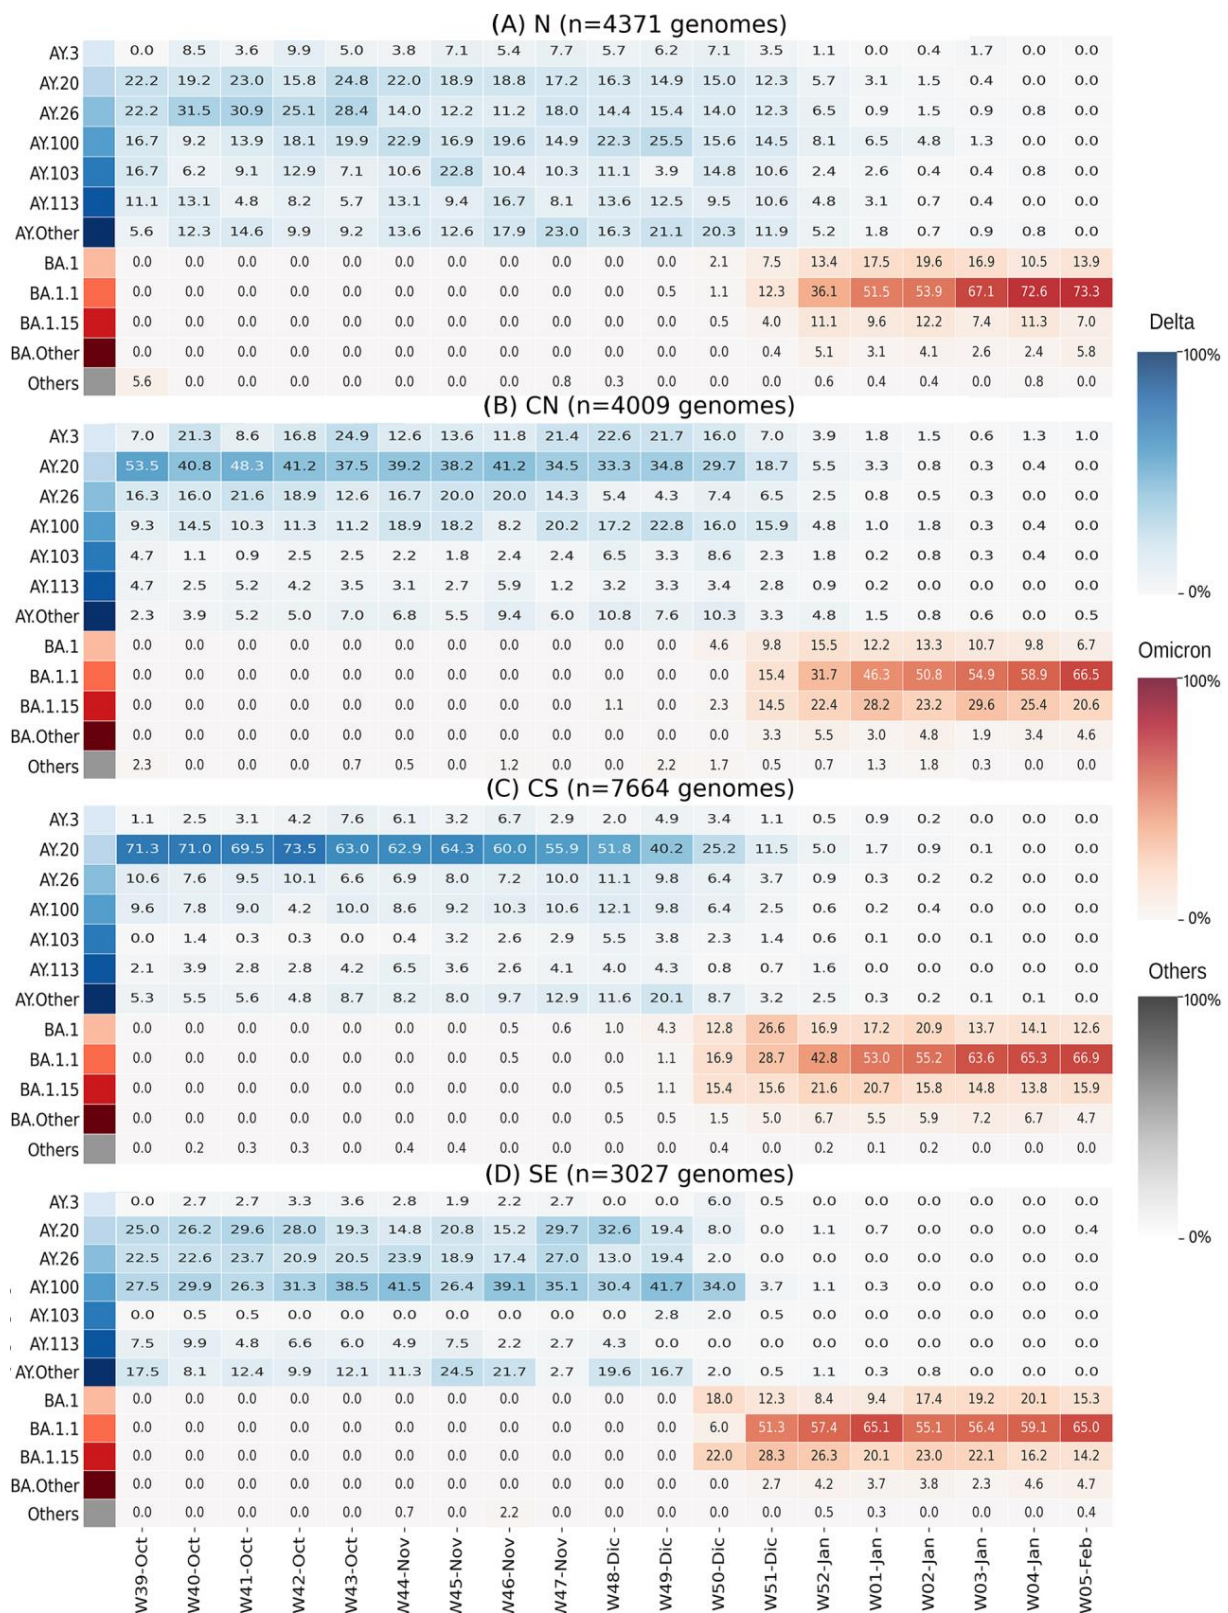 (A) N (n=4371 genomes)
AY.3 0.0 8.5 3.6 9.9 5.0 3.8 7.1 5.4 7.7 5.7 6.2 7.1 3.5 1.1 0.0 0.4 1.7 0.0 0.0
AY.20 22.2 19.2 23.0 15.8 24.8 22.0 18.9 18.8 17.2 16.3 14.9 15.0 12.3 5.7 3.1 1.5 0.4 0.0 0.0
AY.26 22.2 31.5 30.9 25.1 28.4 14.0 12.2 11.2 18.0 14.4 15.4 14.0 12.3 6.5 0.9 1.5 0.9 0.8 0.0
AY.100 16.7 9.2 13.9 18.1 19.9 22.9 16.9 19.6 14.9 22.3 25.5 15.6 14.5 8.1 6.5 4.8 1.3 0.0 0.0
AY.103 16.7 6.2 9.1 12.9 7.1 10.6 22.8 10.4 10.3 11.1 3.9 14.8 10.6 2.4 2.6 0.4 0.4 0.8 0.0
AY.113 11.1 13.1 4.8 8.2 5.7 13.1 9.4 16.7 8.1 13.6 12.5 9.5 10.6 4.8 3.1 0.7 0.4 0.0 0.0
AY.Other 5.6 12.3 14.6 9.9 9.2 13.6 12.6 17.9 23.0 16.3 21.1 20.3 11.9 5.2 1.8 0.7 0.9 0.8 0.0
BA.1 0.0 0.0 0.0 0.0 0.0 0.0 0.0 0.0 0.0 0.0 0.0 2.1 7.5 13.4 17.5 19.6 16.9 10.5 13.9
BA.1.1 0.0 0.0 0.0 0.0 0.0 0.0 0.0 0.0 0.0 0.0 0.5 1.1 12.3 36.1 51.5 53.9 67.1 72.6 73.3
BA.1.15 0.0 0.0 0.0 0.0 0.0 0.0 0.0 0.0 0.0 0.0 0.0 0.5 4.0 11.1 9.6 12.2 7.4 11.3 7.0
BA.Other 0.0 0.0 0.0 0.0 0.0 0.0 0.0 0.0 0.0 0.0 0.0 0.0 0.4 5.1 3.1 4.1 2.6 2.4 5.8
Others 5.6 0.0 0.0 0.0 0.0 0.0 0.0 0.0 0.8 0.3 0.0 0.0 0.0 0.6 0.4 0.4 0.0 0.8 0.0
(B) CN (n=4009 genomes)
AY.3 7.0 21.3 8.6 16.8 24.9 12.6 13.6 11.8 21.4 22.6 21.7 16.0 7.0 3.9 1.8 1.5 0.6 1.3 1.0
AY.20 53.5 40.8 48.3 41.2 37.5 39.2 38.2 41.2 34.5 33.3 34.8 29.7 18.7 5.5 3.3 0.8 0.3 0.4 0.0
AY.26 16.3 16.0 21.6 18.9 12.6 16.7 20.0 20.0 14.3 5.4 4.3 7.4 6.5 2.5 0.8 0.5 0.3 0.0 0.0
AY.100 9.3 14.5 10.3 11.3 11.2 18.9 18.2 8.2 20.2 17.2 22.8 16.0 15.9 4.8 1.0 1.8 0.3 0.4 0.0
AY.103 4.7 1.1 0.9 2.5 2.5 2.2 1.8 2.4 2.4 6.5 3.3 8.6 2.3 1.8 0.2 0.8 0.3 0.4 0.0
AY.113 4.7 2.5 5.2 4.2 3.5 3.1 2.7 5.9 1.2 3.2 3.3 3.4 2.8 0.9 0.2 0.0 0.0 0.0 0.0
AY.Other 2.3 3.9 5.2 5.0 7.0 6.8 5.5 9.4 6.0 10.8 7.6 10.3 3.3 4.8 1.5 0.8 0.6 0.0 0.5
BA.1 0.0 0.0 0.0 0.0 0.0 0.0 0.0 0.0 0.0 0.0 0.0 4.6 9.8 15.5 12.2 13.3 10.7 9.8 6.7
BA.1.1 0.0 0.0 0.0 0.0 0.0 0.0 0.0 0.0 0.0 0.0 0.0 0.0 15.4 31.7 46.3 50.8 54.9 58.9 66.5
BA.1.15 0.0 0.0 0.0 0.0 0.0 0.0 0.0 0.0 0.0 1.1 0.0 2.3 14.5 22.4 28.2 23.2 29.6 25.4 20.6
BA.Other 0.0 0.0 0.0 0.0 0.0 0.0 0.0 0.0 0.0 0.0 0.0 0.0 3.3 5.5 3.0 4.8 1.9 3.4 4.6
Others 2.3 0.0 0.0 0.0 0.7 0.5 0.0 1.2 0.0 0.0 2.2 1.7 0.5 0.7 1.3 1.8 0.3 0.0 0.0
(C) CS (n=7664 genomes)
AY.3 1.1 2.5 3.1 4.2 7.6 6.1 3.2 6.7 2.9 2.0 4.9 3.4 1.1 0.5 0.9 0.2 0.0 0.0 0.0
AY.20 71.3 71.0 69.5 73.5 63.0 62.9 64.3 60.0 55.9 51.8 40.2 25.2 11.5 5.0 1.7 0.9 0.1 0.0 0.0
AY.26 10.6 7.6 9.5 10.1 6.6 6.9 8.0 7.2 10.0 11.1 9.8 6.4 3.7 0.9 0.3 0.2 0.2 0.0 0.0
AY.100 9.6 7.8 9.0 4.2 10.0 8.6 9.2 10.3 10.6 12.1 9.8 6.4 2.5 0.6 0.2 0.4 0.0 0.0 0.0
AY.103 0.0 1.4 0.3 0.3 0.0 0.4 3.2 2.6 2.9 5.5 3.8 2.3 1.4 0.6 0.1 0.0 0.1 0.0 0.0
AY.113 2.1 3.9 2.8 2.8 4.2 6.5 3.6 2.6 4.1 4.0 4.3 0.8 0.7 1.6 0.0 0.0 0.0 0.0 0.0
AY.Other 5.3 5.5 5.6 4.8 8.7 8.2 8.0 9.7 12.9 11.6 20.1 8.7 3.2 2.5 0.3 0.2 0.1 0.1 0.0
BA.1 0.0 0.0 0.0 0.0 0.0 0.0 0.0 0.5 0.6 1.0 4.3 12.8 26.6 16.9 17.2 20.9 13.7 14.1 12.6
BA.1.1 0.0 0.0 0.0 0.0 0.0 0.0 0.0 0.5 0.0 0.0 1.1 16.9 28.7 42.8 53.0 55.2 63.6 65.3 66.9
BA.1.15 0.0 0.0 0.0 0.0 0.0 0.0 0.0 0.0 0.0 0.5 1.1 15.4 15.6 21.6 20.7 15.8 14.8 13.8 15.9
BA.Other 0.0 0.0 0.0 0.0 0.0 0.0 0.0 0.0 0.0 0.5 0.5 1.5 5.0 6.7 5.5 5.9 7.2 6.7 4.7
Others 0.0 0.2 0.3 0.3 0.0 0.4 0.4 0.0 0.0 0.0 0.0 0.4 0.0 0.2 0.1 0.2 0.0 0.0 0.0
(D) SE (n=3027 genomes)
AY.3 0.0 2.7 2.7 3.3 3.6 2.8 1.9 2.2 2.7 0.0 0.0 6.0 0.5 0.0 0.0 0.0 0.0 0.0 0.0
AY.20 25.0 26.2 29.6 28.0 19.3 14.8 20.8 15.2 29.7 32.6 19.4 8.0 0.0 1.1 0.7 0.0 0.0 0.0 0.4
AY.26 22.5 22.6 23.7 20.9 20.5 23.9 18.9 17.4 27.0 13.0 19.4 2.0 0.0 0.0 0.0 0.0 0.0 0.0 0.0
AY.100 27.5 29.9 26.3 31.3 38.5 41.5 26.4 39.1 35.1 30.4 41.7 34.0 3.7 1.1 0.3 0.0 0.0 0.0 0.0
AY.103 0.0 0.5 0.5 0.0 0.0 0.0 0.0 0.0 0.0 0.0 2.8 2.0 0.5 0.0 0.0 0.0 0.0 0.0 0.0
AY.113 7.5 9.9 4.8 6.6 6.0 4.9 7.5 2.2 2.7 4.3 0.0 0.0 0.0 0.0 0.0 0.0 0.0 0.0 0.0
AY.Other 17.5 8.1 12.4 9.9 12.1 11.3 24.5 21.7 2.7 19.6 16.7 2.0 0.5 1.1 0.3 0.8 0.0 0.0 0.0
BA.1 0.0 0.0 0.0 0.0 0.0 0.0 0.0 0.0 0.0 0.0 0.0 18.0 12.3 8.4 9.4 17.4 19.2 20.1 15.3
BA.1.1 0.0 0.0 0.0 0.0 0.0 0.0 0.0 0.0 0.0 0.0 0.0 6.0 51.3 57.4 65.1 55.1 56.4 59.1 65.0
BA.1.15 0.0 0.0 0.0 0.0 0.0 0.0 0.0 0.0 0.0 0.0 0.0 22.0 28.3 26.3 20.1 23.0 22.1 16.2 14.2
BA.Other 0.0 0.0 0.0 0.0 0.0 0.0 0.0 0.0 0.0 0.0 0.0 0.0 2.7 4.2 3.7 3.8 2.3 4.6 4.7
Others 0.0 0.0 0.0 0.0 0.0 0.7 0.0 2.2 0.0 0.0 0.0 0.0 0.0 0.5 0.3 0.0 0.0 0.0 0.4
W39-Oct W40-Oct W41-Oct W42-Oct W43-Oct W44-Nov W45-Nov W46-Nov W47-Nov W48-Dic W49-Dic W50-Dic W51-Dic W52-Jan W01-Jan W02-Jan W03-Jan W04-Jan W05-Feb
Delta
100%
0%
Omicron
100%
0%
Others
100%
0%